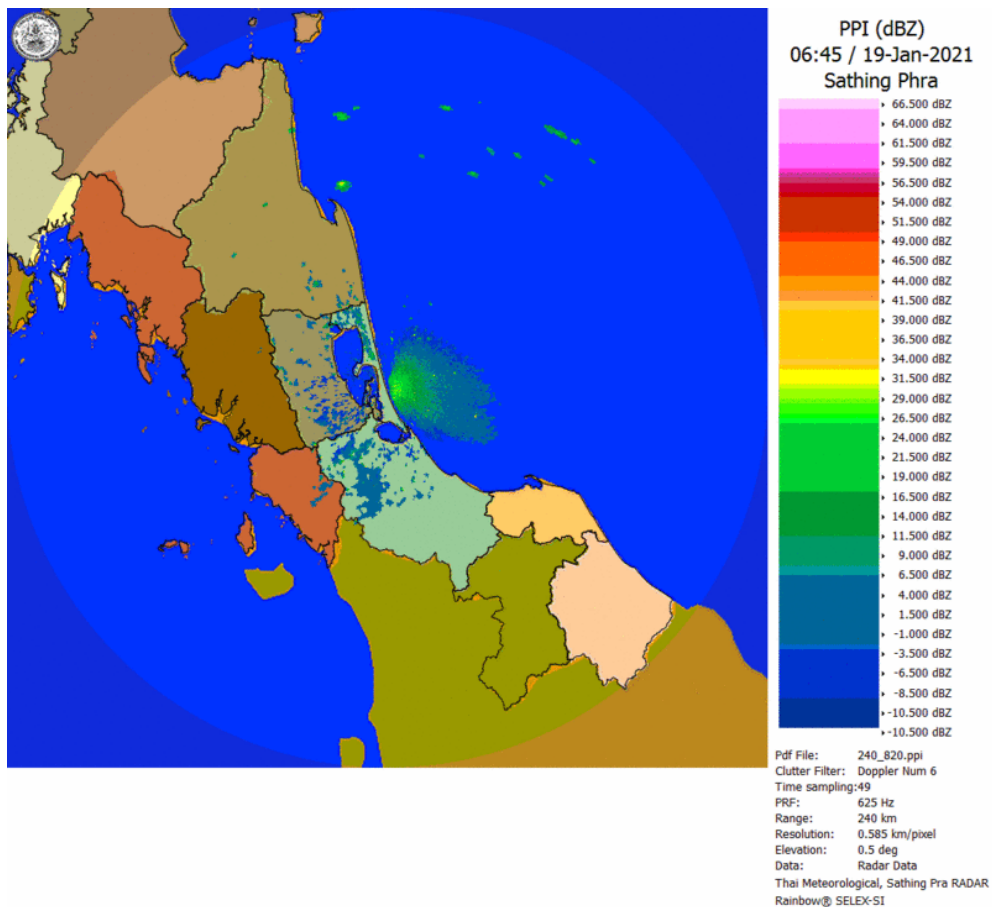 PPI (dBZ)
06:45 / 19-Jan-2021
Sathing Phra
66.500 dBZ
64.000 dBZ
61.500 dBZ
59.500 dBZ
56.500 dBZ
54.000 dBZ
51.500 dBZ
49.000 dBZ
46.500 dBZ
44.000 dBZ
41.500 dBZ
39.000 dBZ
36.500 dBZ
34.000 dBZ
31.500 dBZ
29.000 dBZ
26.500 dBZ
24.000 dBZ
21.500 dBZ
19.000 dBZ
16.500 dBZ
14.000 dBZ
11.500 dBZ
9.000 dBZ
6.500 dBZ
4.000 dBZ
1.500 dBZ
-1.000 dBZ
-3.500 dBZ
-6.500 dBZ
-8.500 dBZ
-10.500 dBZ
-10.500 dBZ
Pdf File: 240_820.ppi
Clutter Filter: Doppler Num 6
Time sampling:49
PRF: 625 Hz
Range: 240 km
Resolution: 0.585 km/pixel
Elevation: 0.5 deg
Data: Radar Data
Thai Meteorological, Sathing Pra RADAR
Rainbow® SELEX-SI